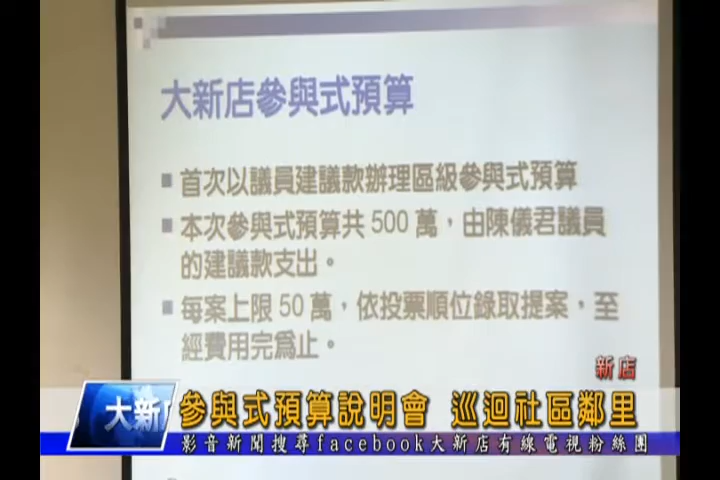 大新店參與式預算
首次以議員建議款辦理區級參與式預算
本次參與式預算共 500 萬，由陳儀君議員
的建議款支出。
每案上限 50 萬，依投票順位錄取提案，至
經費用完為止。
新店
大新
參與式預算說明會 巡迴社區鄰里
影音新聞搜尋facebook大新店有線電視粉絲團